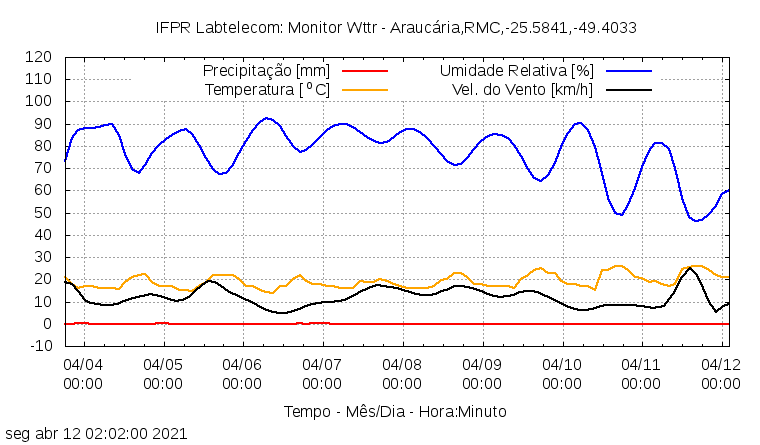 IFPR Labtelecom: Monitor Wttr - Araucária,RMC,-25.5841,-49.4033
Precipitação [mm]
Temperatura [⁰C]
Umidade Relativa [%]
Vel. do Vento [km/h]
120
110
100
90
80
70
60
50
40
30
20
10
0
-10
04/04 04/05 04/06 04/07 04/08 04/09 04/10 04/11 04/12
00:00 00:00 00:00 00:00 00:00 00:00 00:00 00:00 00:00
Tempo - Mês/Dia - Hora:Minuto
seg abr 12 02:02:00 2021